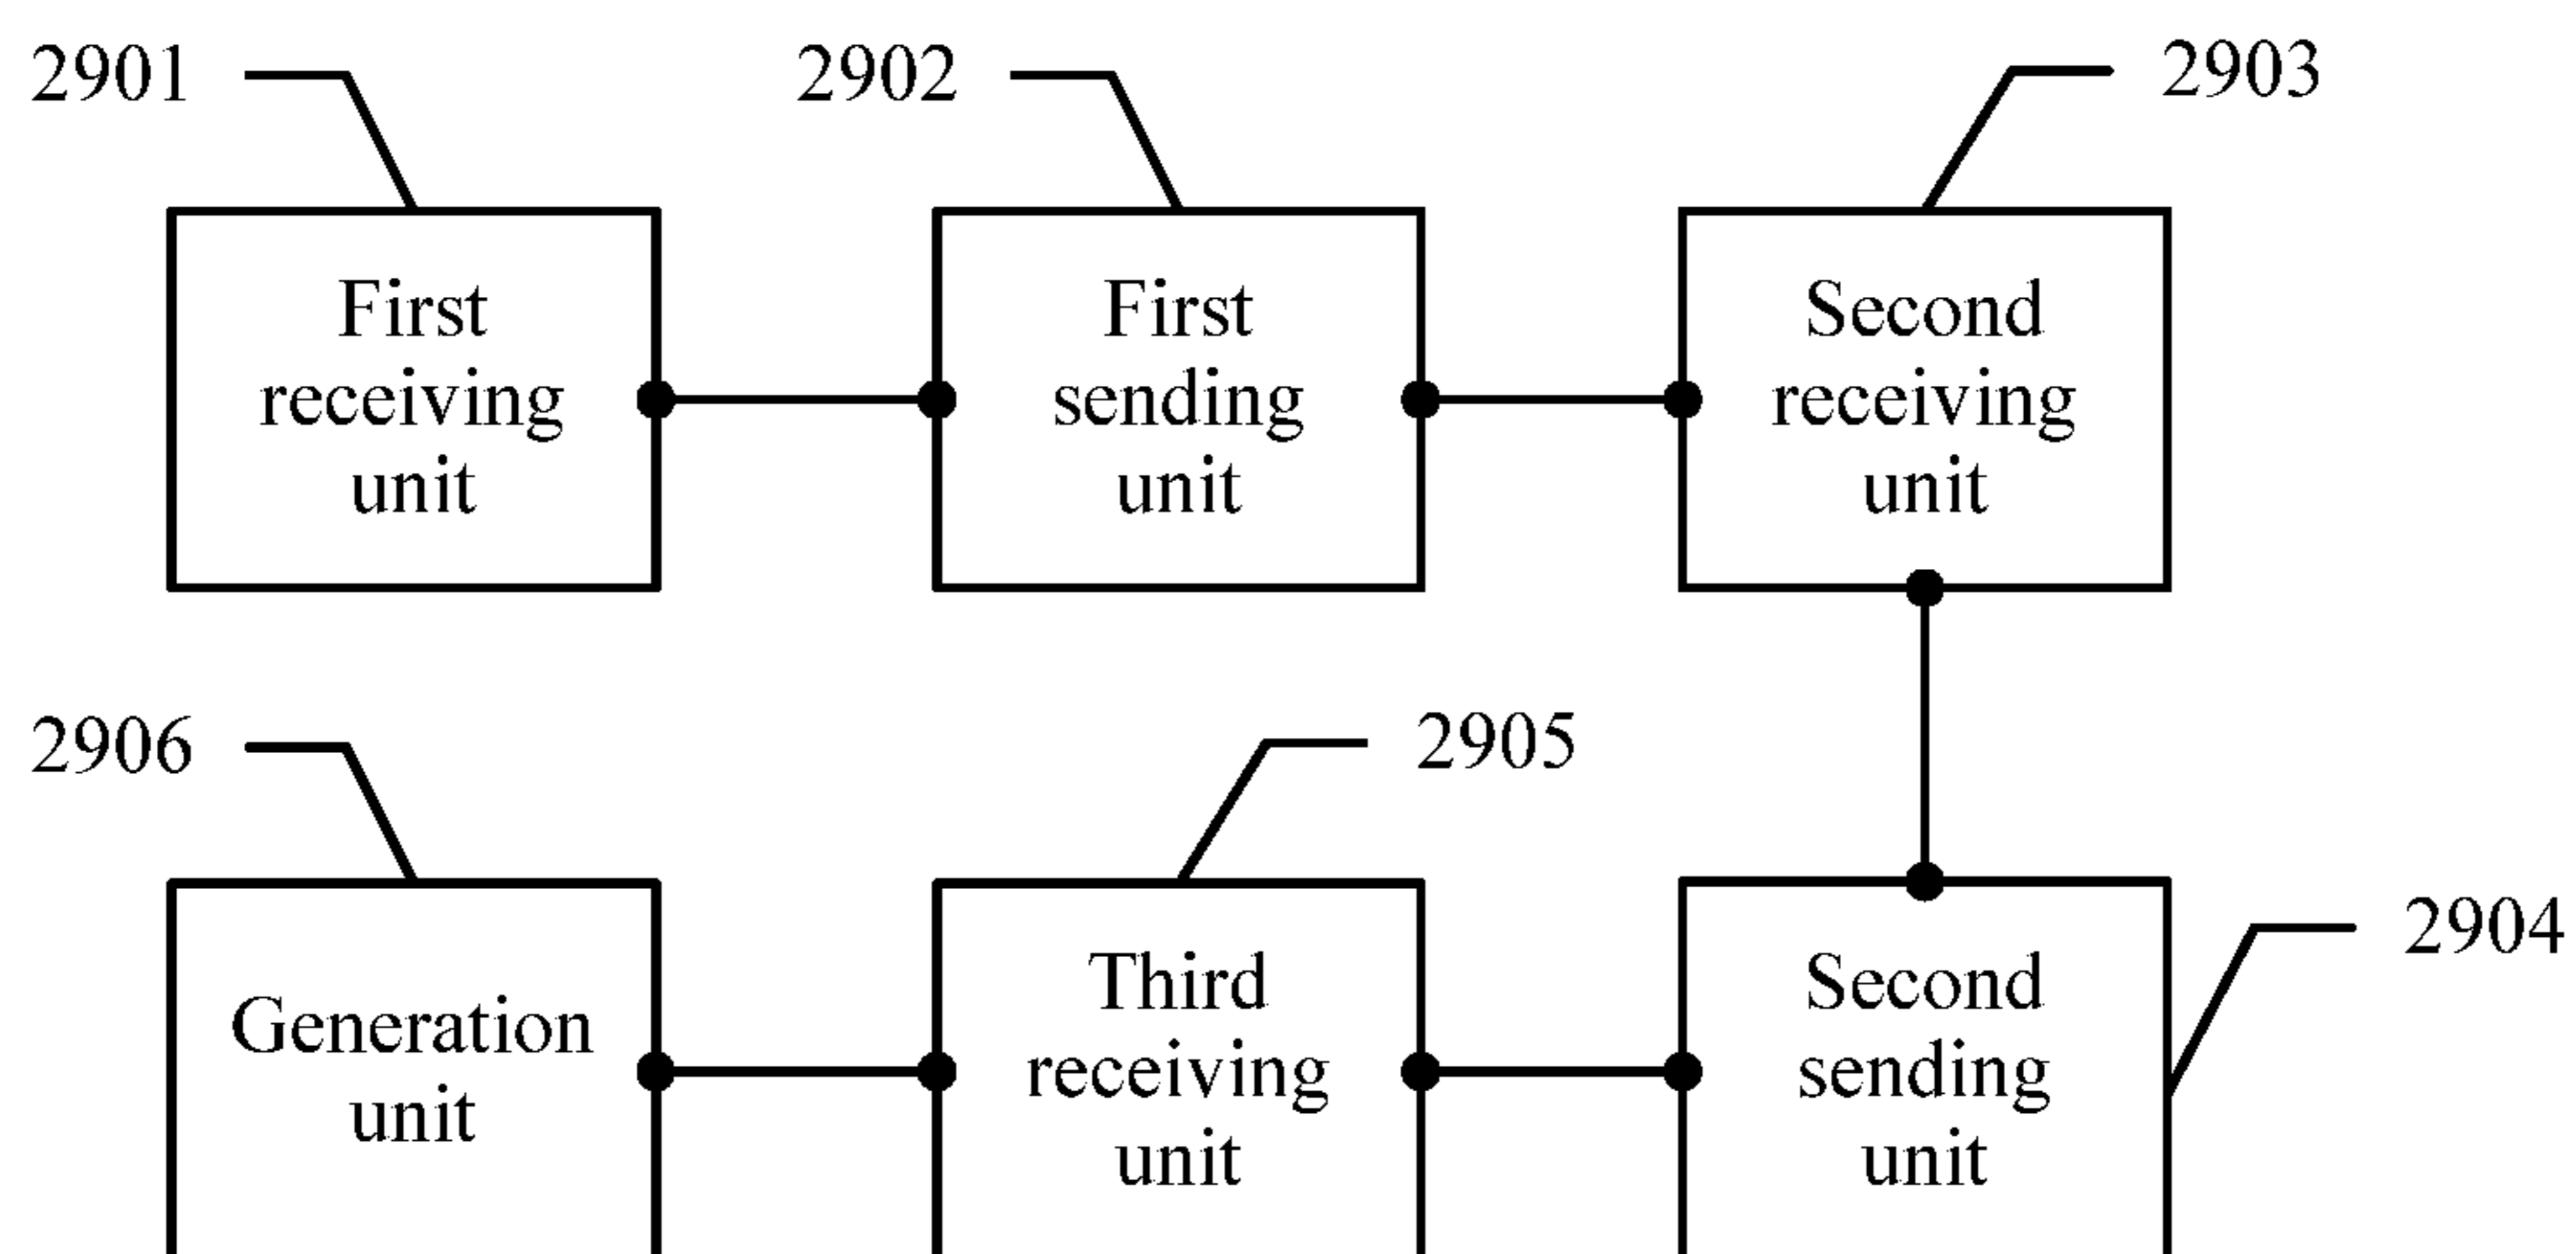 2901
2902
2903
First
receiving
unit
First
sending
unit
Second
receiving
unit
2906
2905
2904
Generation
unit
Third
receiving
unit
Second
sending
unit